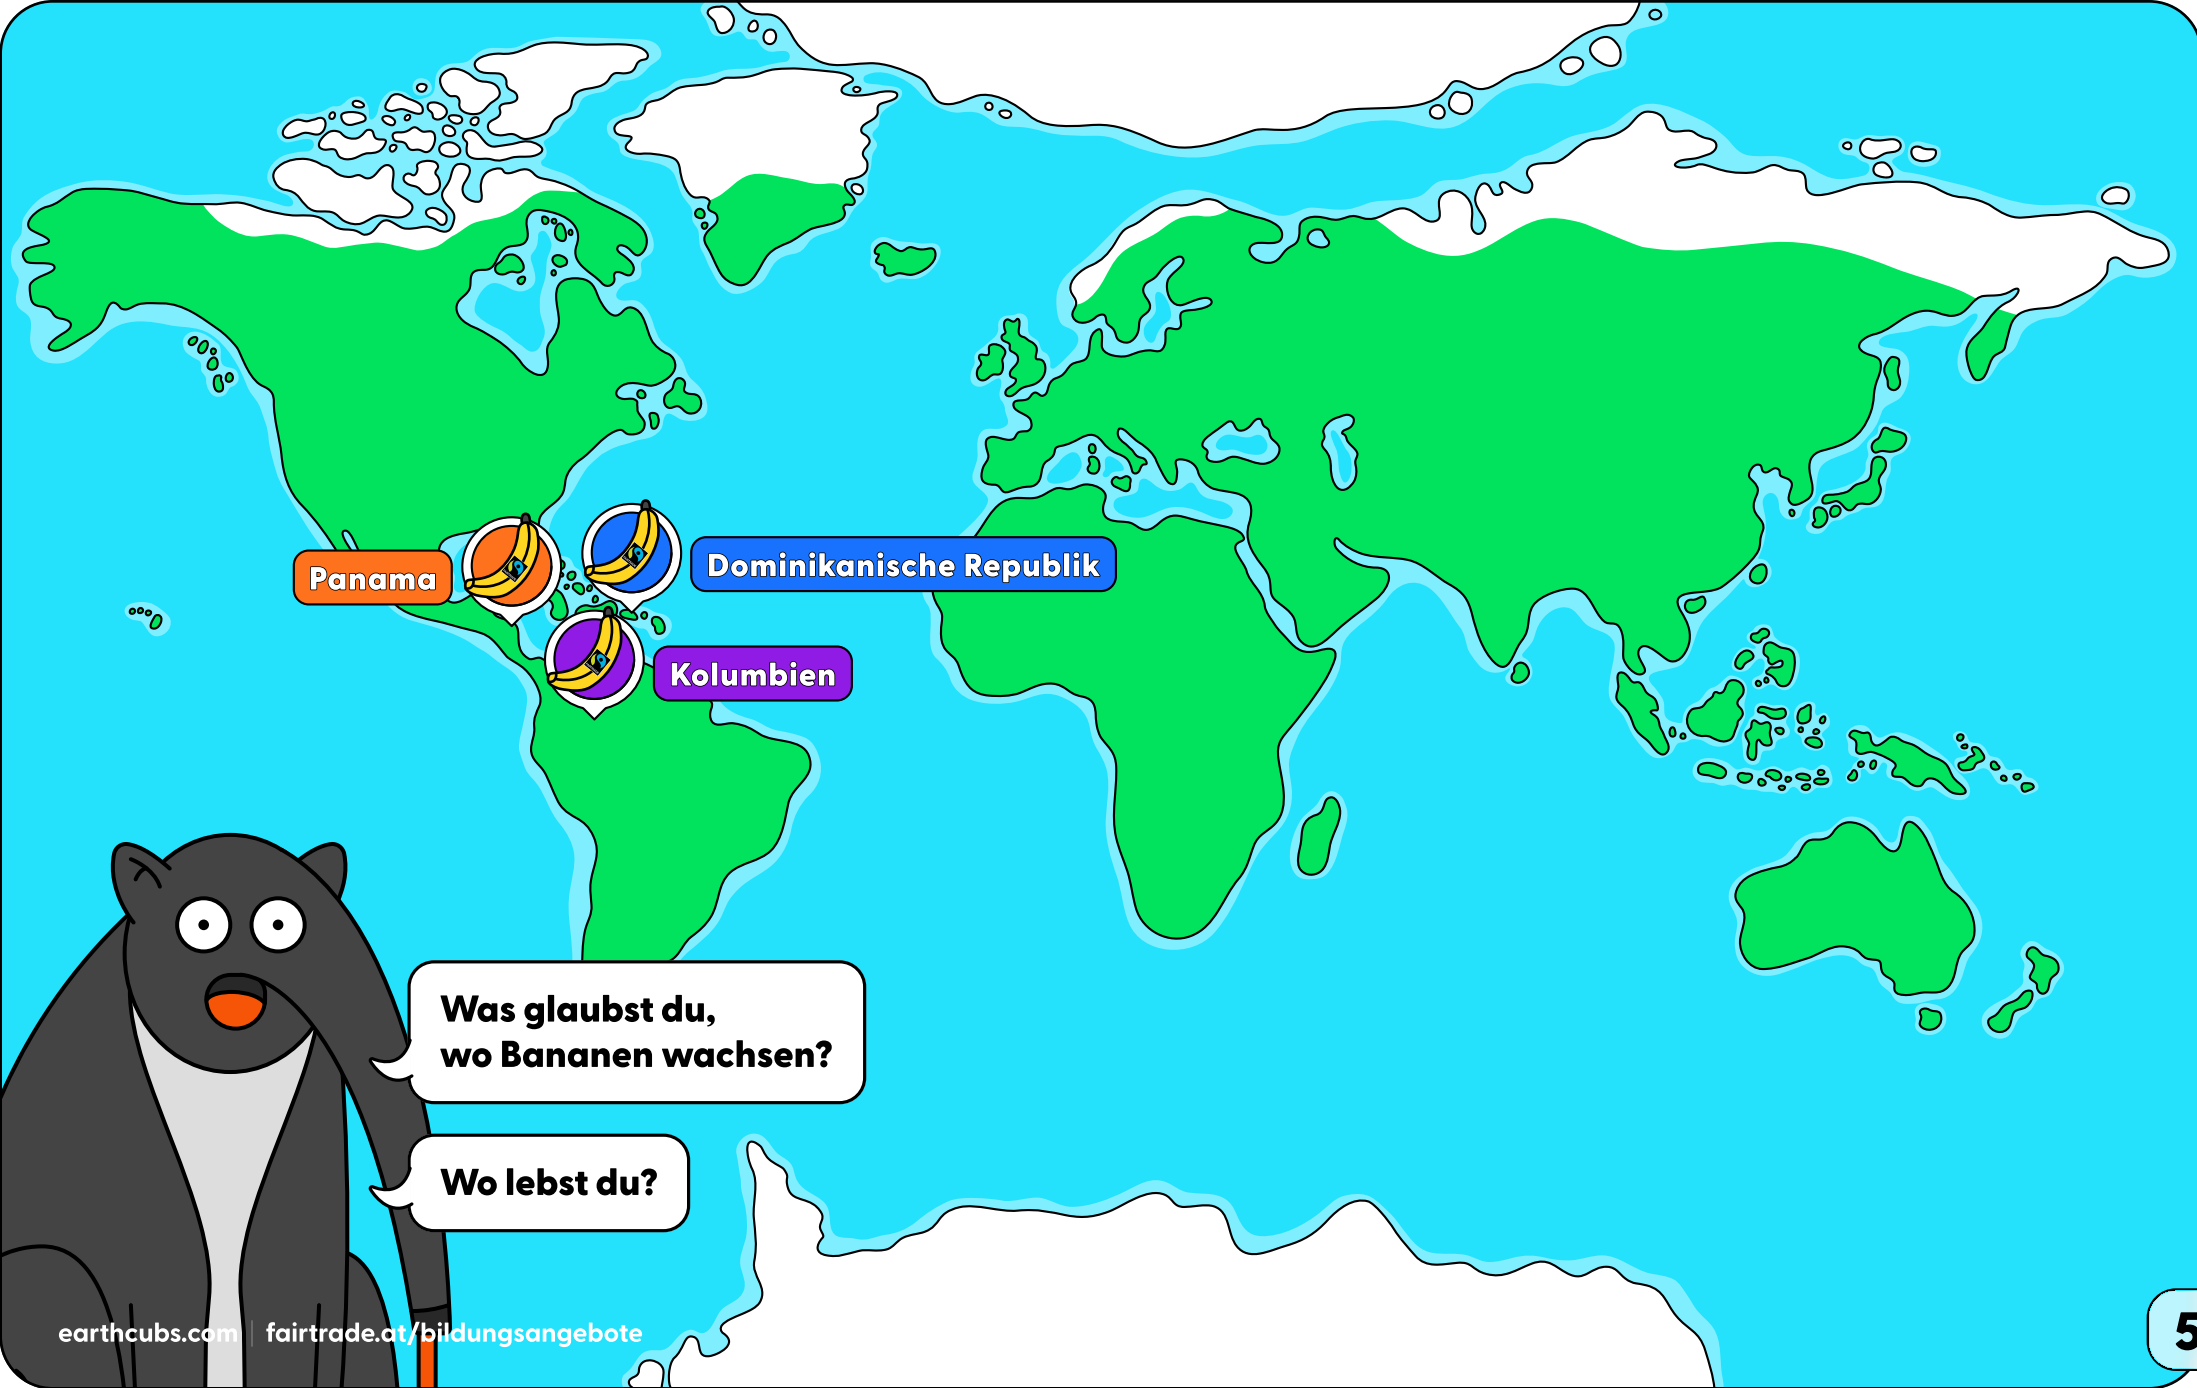 Panama
Dominikanische Republik
Kolumbien
Was glaubst du,
wo Bananen wachsen?
Wo lebst du?
earthcubs.com | fairtrade.at/bildungsangebote
5